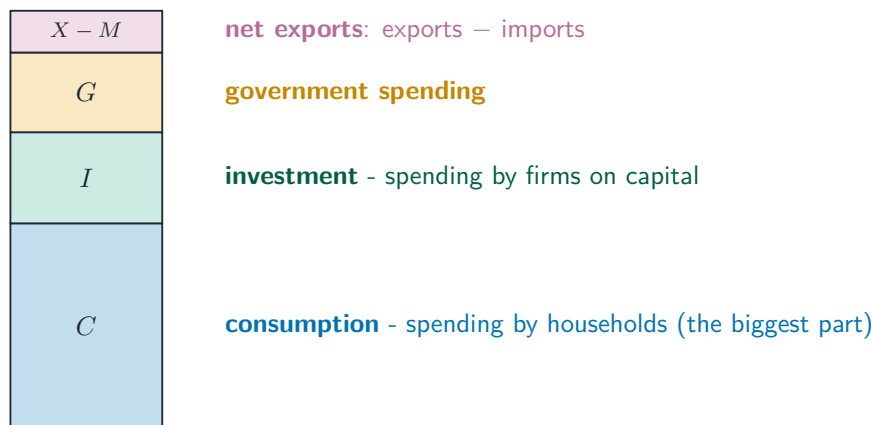 X − M net exports: exports − imports
G government spending
I investment - spending by firms on capital
C consumption - spending by households (the biggest part)